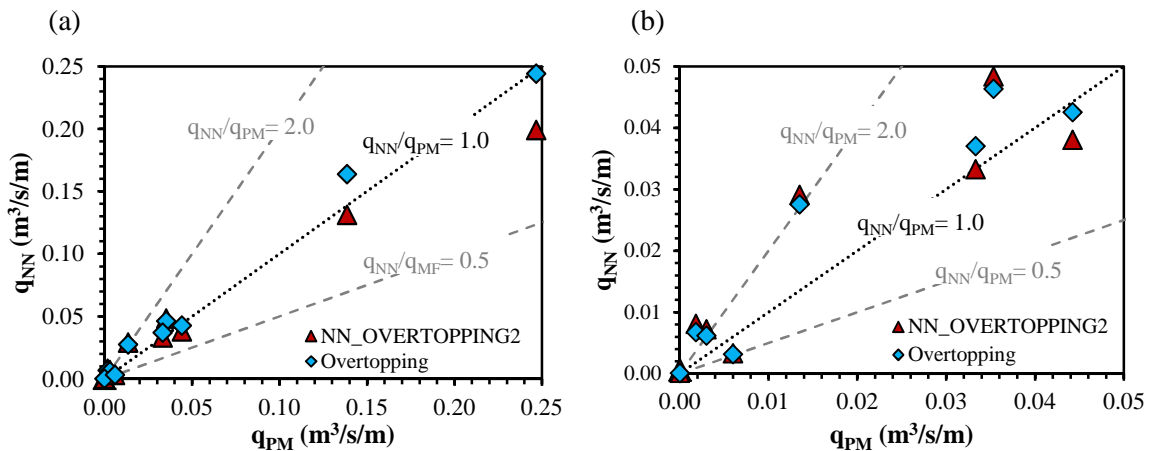 (a)
q_NN (m³/s/m)
0.25
0.20
0.15
0.10
0.05
0.00
q_NN/q_PM= 2.0
q_NN/q_PM= 1.0
q_NN/q_MF= 0.5
NN_OVERTOPPING2
Overtopping
0.00 0.05 0.10 0.15 0.20 0.25
q_PM (m³/s/m)
(b)
q_NN (m³/s/m)
0.05
0.04
0.03
0.02
0.01
0.00
q_NN/q_PM= 2.0
q_NN/q_PM= 1.0
q_NN/q_PM= 0.5
NN_OVERTOPPING2
Overtopping
0.00 0.01 0.02 0.03 0.04 0.05
q_PM (m³/s/m)